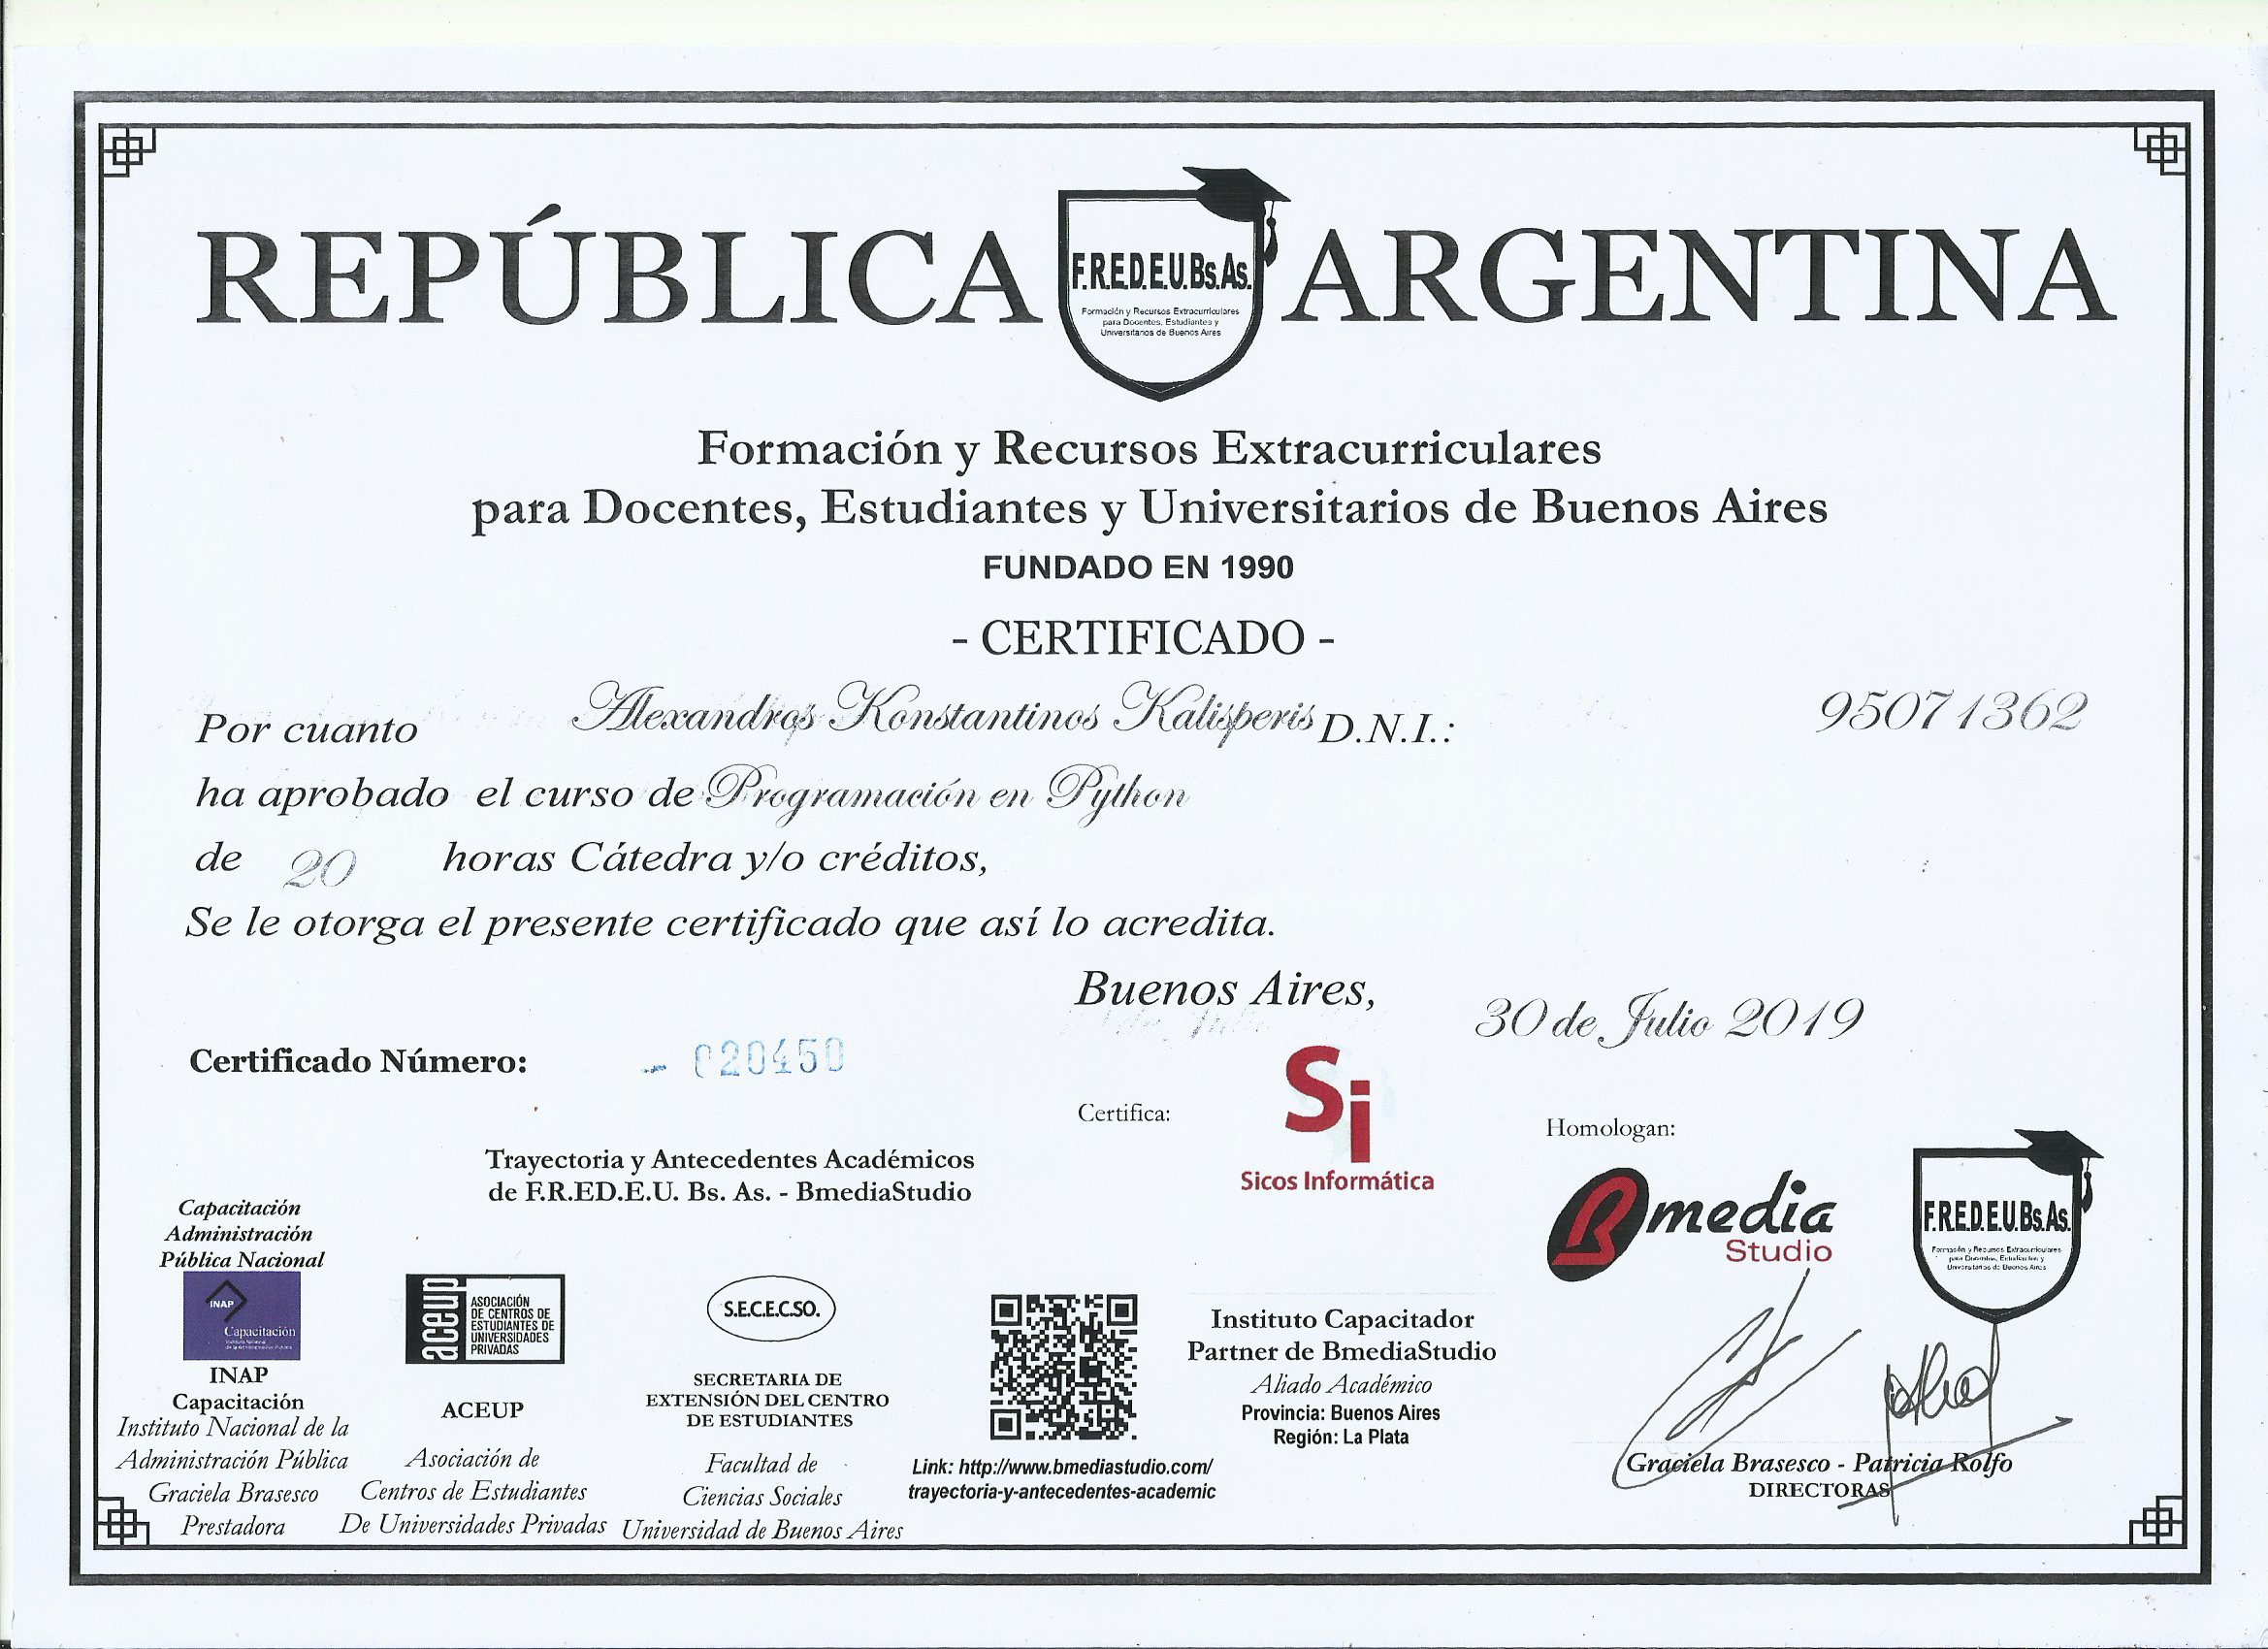 REPÚBLICA ARGENTINA
F.R.E.D.E.U.Bs.As.
Formación y Recursos Extracurriculares
para Docentes, Estudiantes y
Universitarios de Buenos Aires
Formación y Recursos Extracurriculares
para Docentes, Estudiantes y Universitarios de Buenos Aires
FUNDADO EN 1990
- CERTIFICADO -
Por cuanto Alexandros Konstantinos Kalisperis D.N.I.: 95071362
ha aprobado el curso de Programación en Python
de 20 horas Cátedra y/o créditos,
Se le otorga el presente certificado que así lo acredita.
Buenos Aires, 30 de Julio 2019
Certificado Número: - 020450
Certifica:
Si
Sicos Informática
Homologan:
Bmedia
Studio
F.R.E.D.E.U.Bs.As.
Formación y Recursos Extracurriculares
para Docentes, Estudiantes y
Universitarios de Buenos Aires
Trayectoria y Antecedentes Académicos
de F.R.ED.E.U. Bs. As. - BmediaStudio
Capacitación
Administración
Pública Nacional
INAP
Capacitación
INAP
Capacitación
Instituto Nacional de la
Administración Pública
Graciela Brasesco
Prestadora
aceup
ASOCIACIÓN
DE CENTROS DE
ESTUDIANTES DE
UNIVERSIDADES
PRIVADAS
ACEUP
Asociación de
Centros de Estudiantes
De Universidades Privadas
S.E.C.E.C.SO.
SECRETARIA DE
EXTENSIÓN DEL CENTRO
DE ESTUDIANTES
Facultad de
Ciencias Sociales
Universidad de Buenos Aires
Link: http://www.bmediastudio.com/
trayectoria-y-antecedentes-academic
Instituto Capacitador
Partner de BmediaStudio
Aliado Académico
Provincia: Buenos Aires
Región: La Plata
Graciela Brasesco - Patricia Rolfo
DIRECTORAS